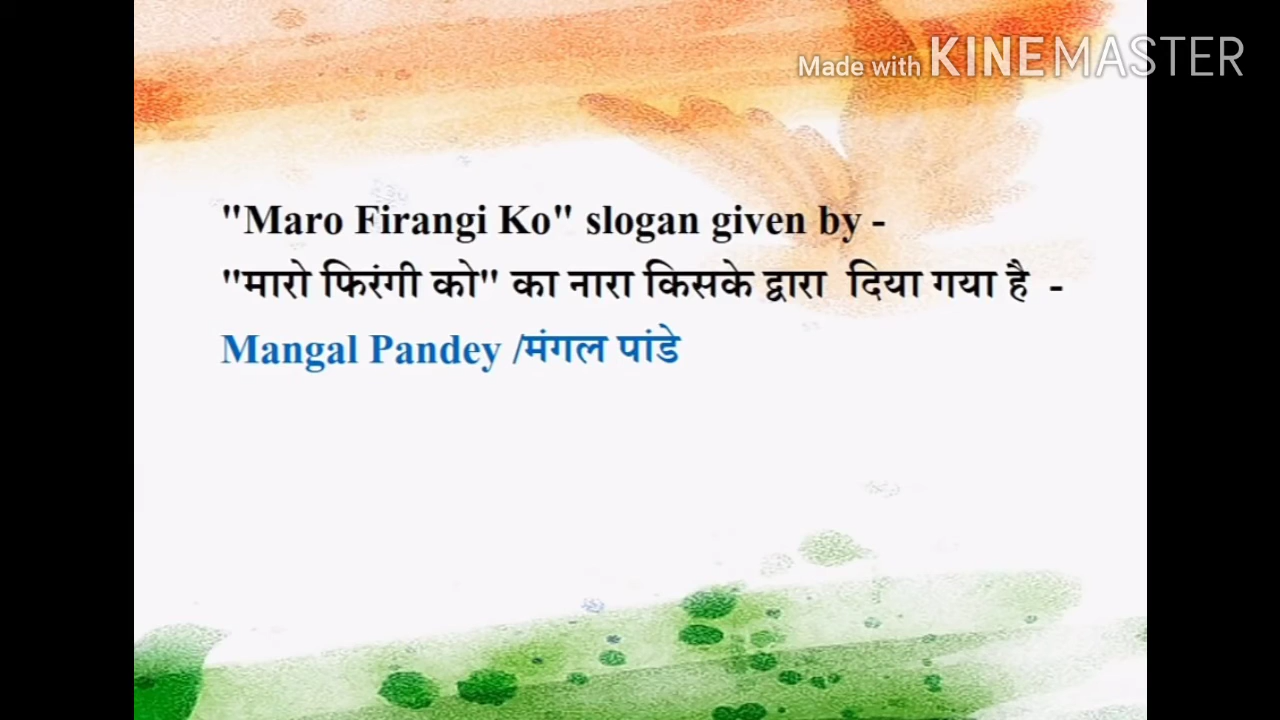 Made with KINEMASTER
"Maro Firangi Ko" slogan given by -
"मारो फिरंगी को" का नारा किसके द्वारा दिया गया है -
Mangal Pandey /मंगल पांडे